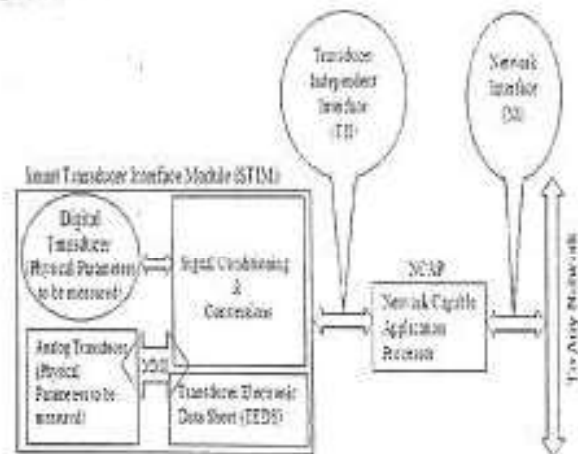 Transducer
Independent
Interface
(TII)
Network
Interface
(NI)
Smart Transducer Interface Module (STIM)
Digital
Transducer
(Physical Parameters
to be measured)
Signal Conditioning
&
Conversions
Analog Transducer
(Physical
Parameters to be
measured)
Transducer Electronic
Data Sheet (TEDS)
NCAP
Network Capable
Application
Processor
To Any Network